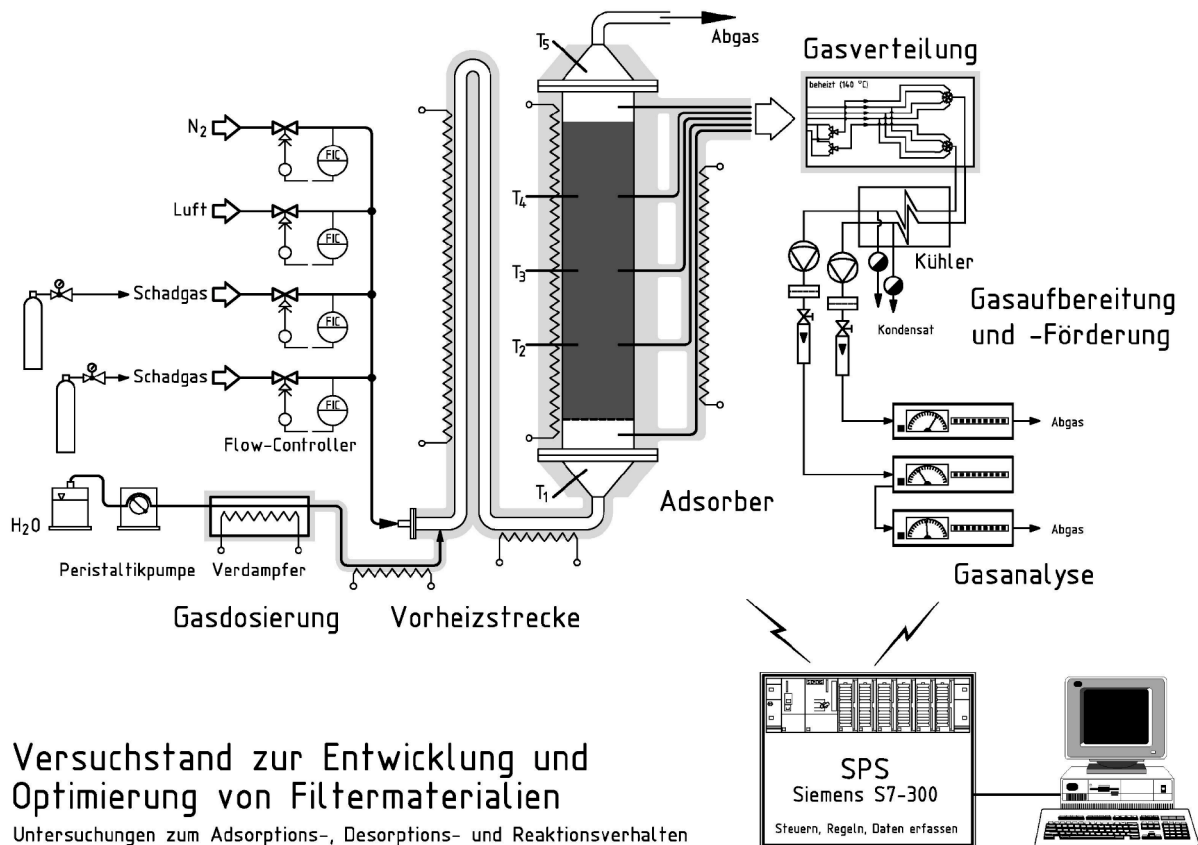 T5
Abgas
Gasverteilung
beheizt (140 °C)
N2
FIC
Luft
FIC
T4
Kühler
Schadgas
FIC
T3
Gasaufbereitung
und -Förderung
Kondensat
T2
Schadgas
FIC
Flow-Controller
Abgas
T1
Adsorber
H2O
Abgas
Peristaltikpumpe
Verdampfer
Gasanalyse
Gasdosierung
Vorheizstrecke
Versuchstand zur Entwicklung und
Optimierung von Filtermaterialien
Untersuchungen zum Adsorptions-, Desorptions- und Reaktionsverhalten
SPS
Siemens S7-300
Steuern, Regeln, Daten erfassen